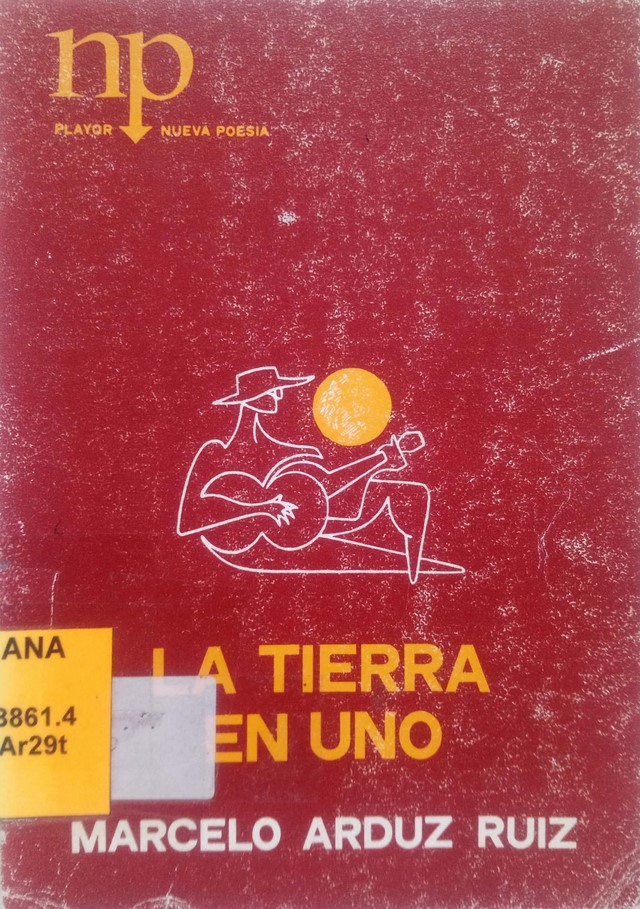 np
PLAYOR NUEVA POESIA
LA TIERRA
EN UNO
ANA
3861.4
Ar29t
MARCELO ARDUZ RUIZ